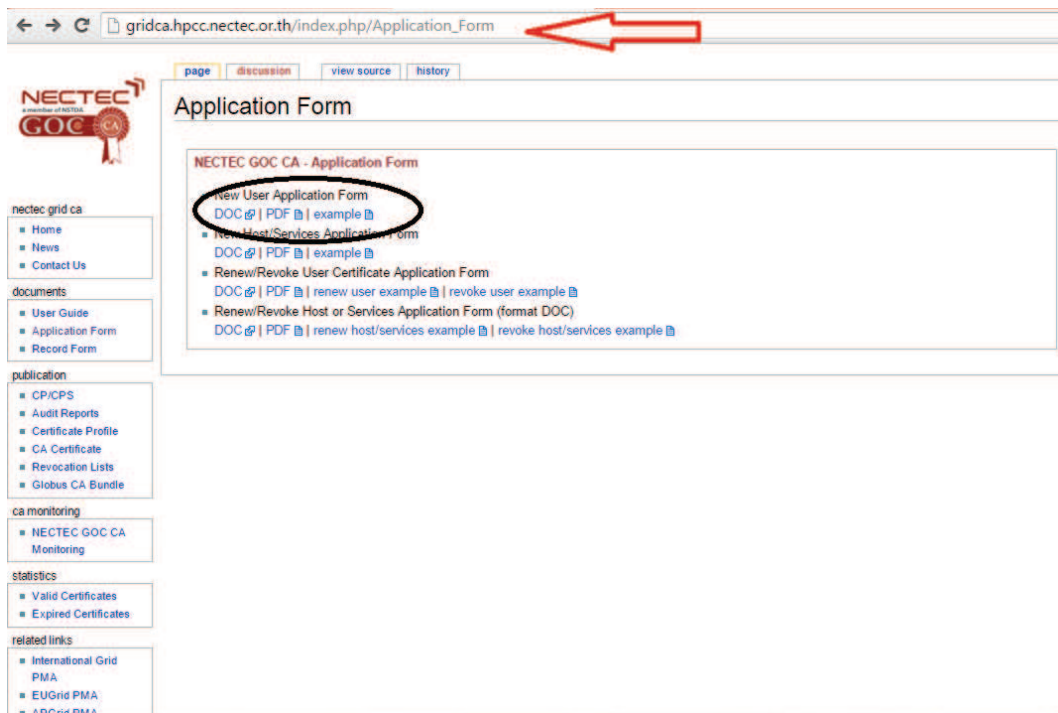 gridca.hpcc.nectec.or.th/index.php/Application_Form
page discussion view source history
NECTEC
a member of NSTDA
GOC CA
Application Form
NECTEC GOC CA - Application Form
New User Application Form
DOC | PDF | example
New Host/Services Application Form
DOC | PDF | example
Renew/Revoke User Certificate Application Form
DOC | PDF | renew user example | revoke user example
Renew/Revoke Host or Services Application Form (format DOC)
DOC | PDF | renew host/services example | revoke host/services example
nectec grid ca
Home
News
Contact Us
documents
User Guide
Application Form
Record Form
publication
CP/CPS
Audit Reports
Certificate Profile
CA Certificate
Revocation Lists
Globus CA Bundle
ca monitoring
NECTEC GOC CA
Monitoring
statistics
Valid Certificates
Expired Certificates
related links
International Grid
PMA
EUGrid PMA
APGrid PMA